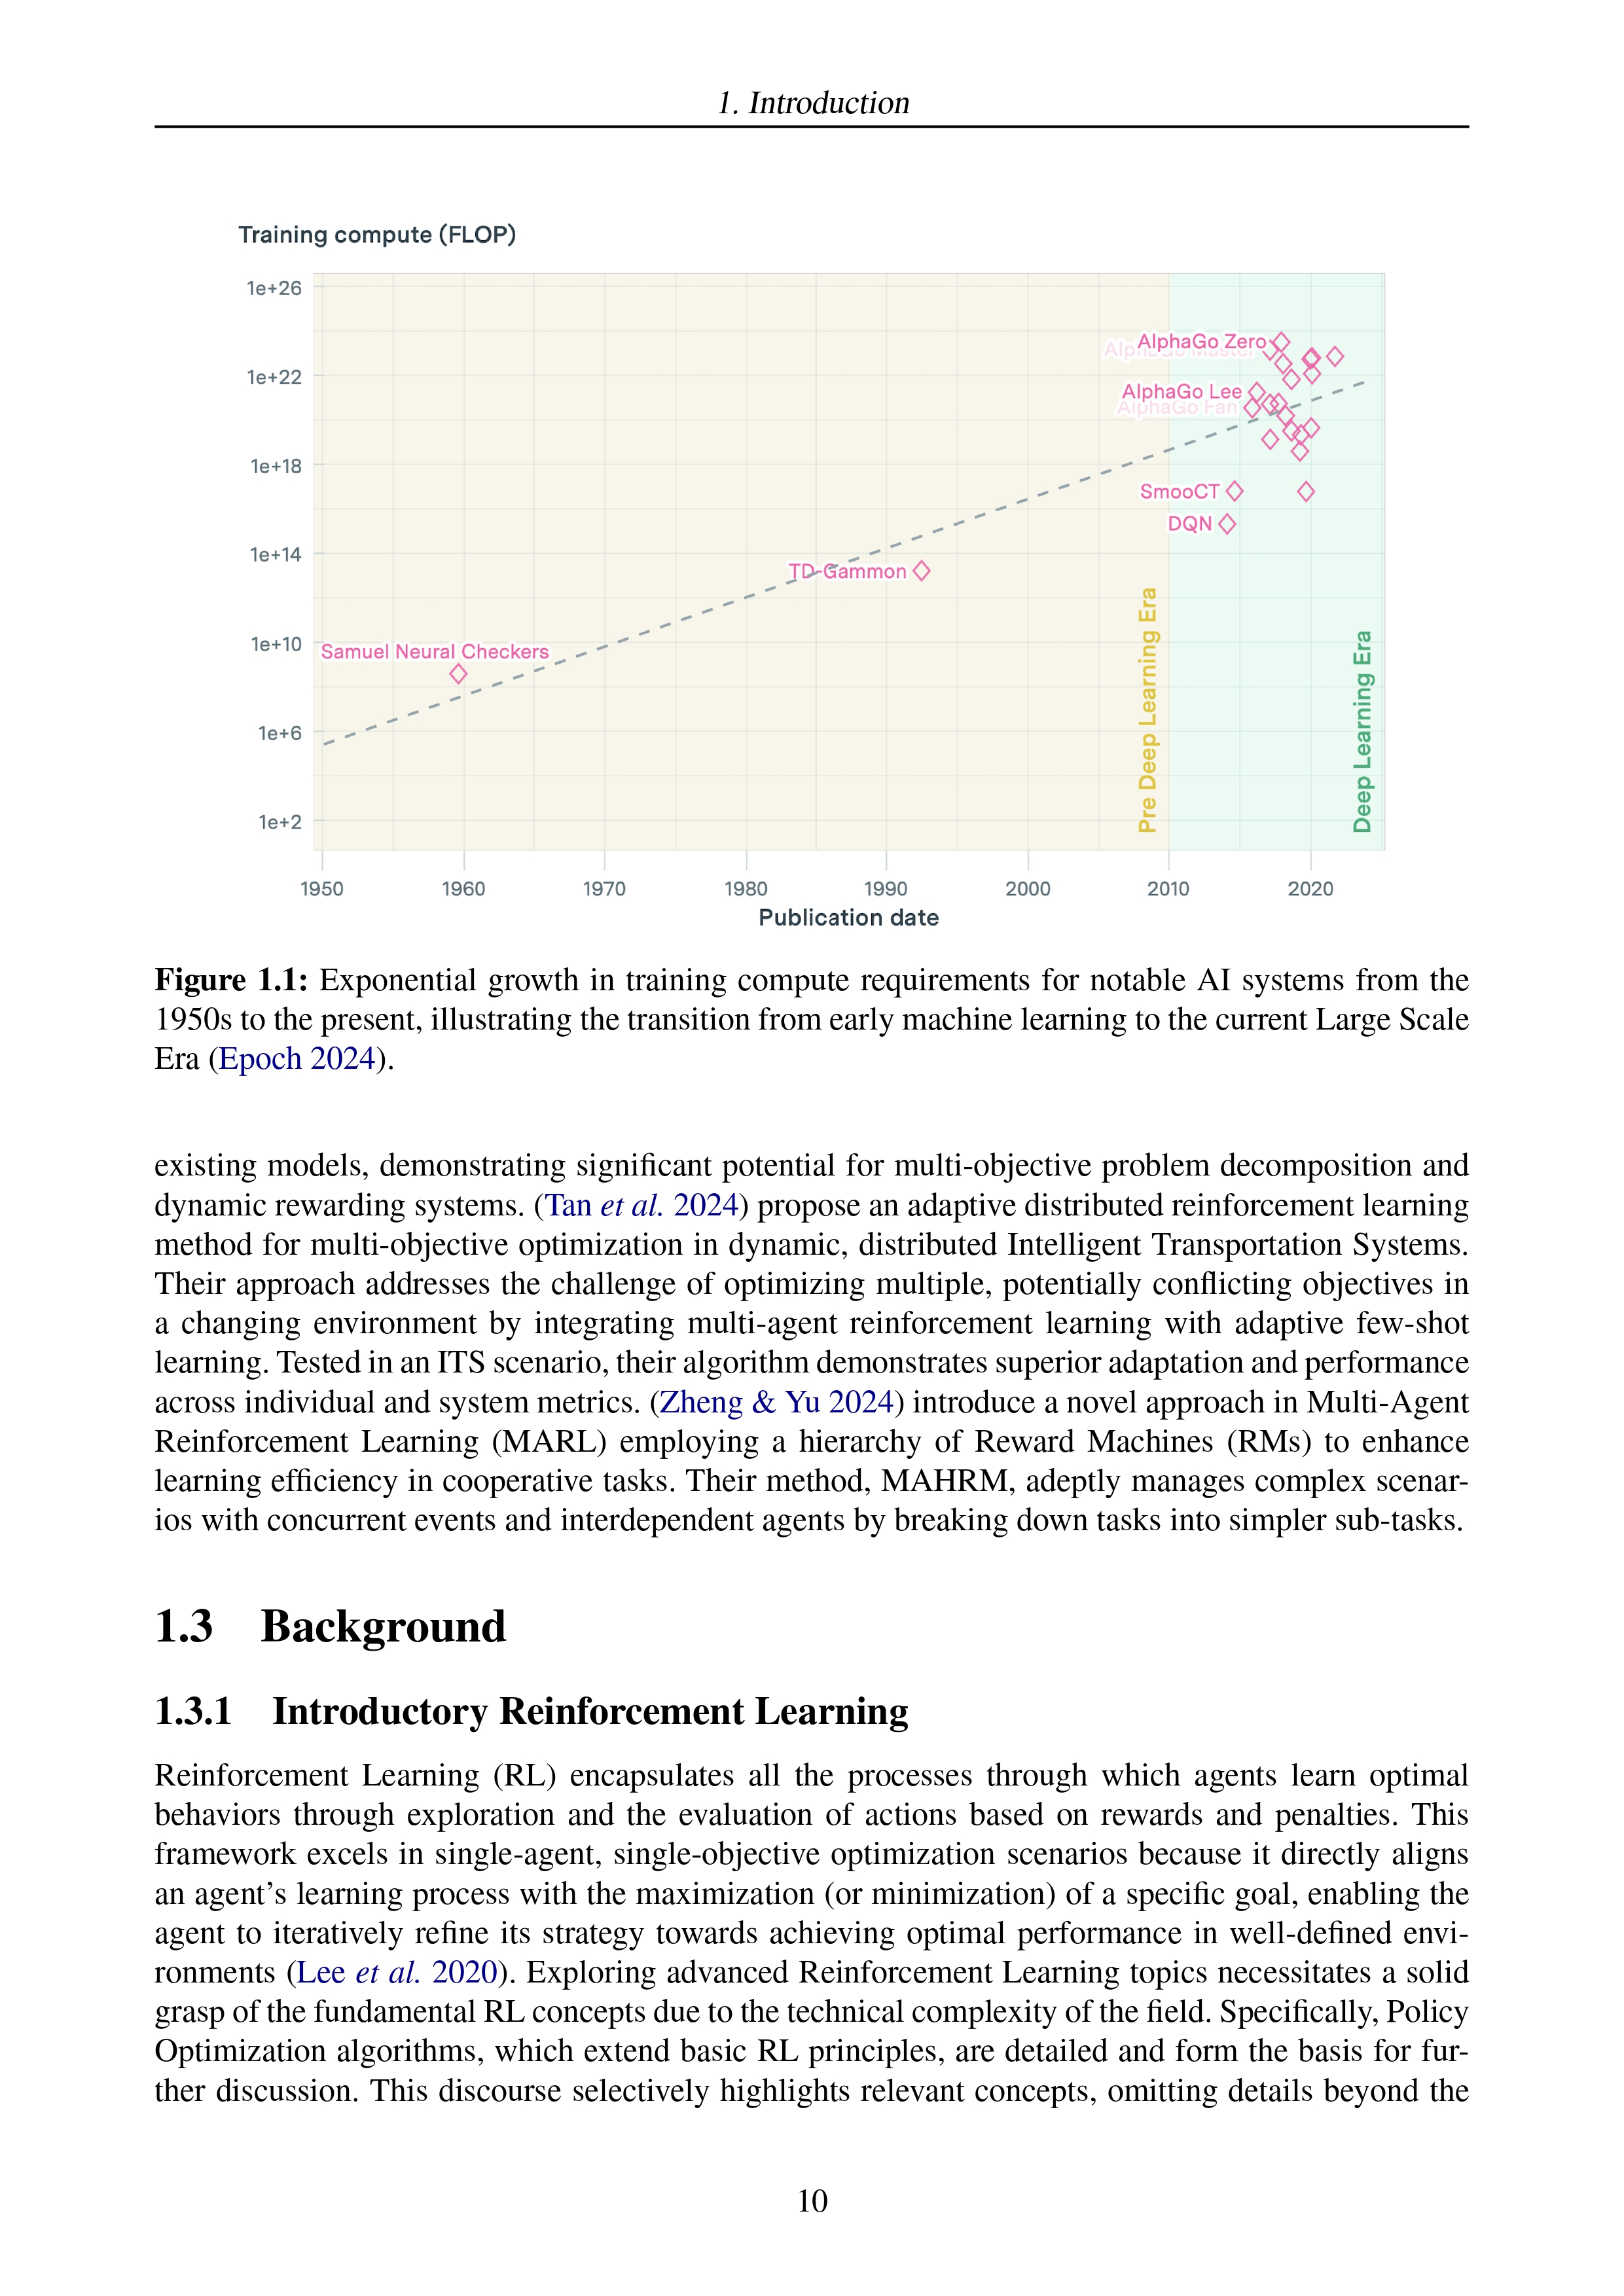 1. Introduction
Training compute (FLOP)
1e+26
1e+22
1e+18
1e+14
1e+10
1e+6
1e+2
AlphaGo Zero
AlphaGo Master
AlphaGo Lee
AlphaGo Fan
SmooCT
DQN
TD-Gammon
Samuel Neural Checkers
Pre Deep Learning Era
Deep Learning Era
1950 1960 1970 1980 1990 2000 2010 2020
Publication date
Figure 1.1: Exponential growth in training compute requirements for notable AI systems from the
1950s to the present, illustrating the transition from early machine learning to the current Large Scale
Era (Epoch 2024).
existing models, demonstrating significant potential for multi-objective problem decomposition and
dynamic rewarding systems. (Tan et al. 2024) propose an adaptive distributed reinforcement learning
method for multi-objective optimization in dynamic, distributed Intelligent Transportation Systems.
Their approach addresses the challenge of optimizing multiple, potentially conflicting objectives in
a changing environment by integrating multi-agent reinforcement learning with adaptive few-shot
learning. Tested in an ITS scenario, their algorithm demonstrates superior adaptation and performance
across individual and system metrics. (Zheng & Yu 2024) introduce a novel approach in Multi-Agent
Reinforcement Learning (MARL) employing a hierarchy of Reward Machines (RMs) to enhance
learning efficiency in cooperative tasks. Their method, MAHRM, adeptly manages complex scenar-
ios with concurrent events and interdependent agents by breaking down tasks into simpler sub-tasks.
1.3 Background
1.3.1 Introductory Reinforcement Learning
Reinforcement Learning (RL) encapsulates all the processes through which agents learn optimal
behaviors through exploration and the evaluation of actions based on rewards and penalties. This
framework excels in single-agent, single-objective optimization scenarios because it directly aligns
an agent's learning process with the maximization (or minimization) of a specific goal, enabling the
agent to iteratively refine its strategy towards achieving optimal performance in well-defined envi-
ronments (Lee et al. 2020). Exploring advanced Reinforcement Learning topics necessitates a solid
grasp of the fundamental RL concepts due to the technical complexity of the field. Specifically, Policy
Optimization algorithms, which extend basic RL principles, are detailed and form the basis for fur-
ther discussion. This discourse selectively highlights relevant concepts, omitting details beyond the
10